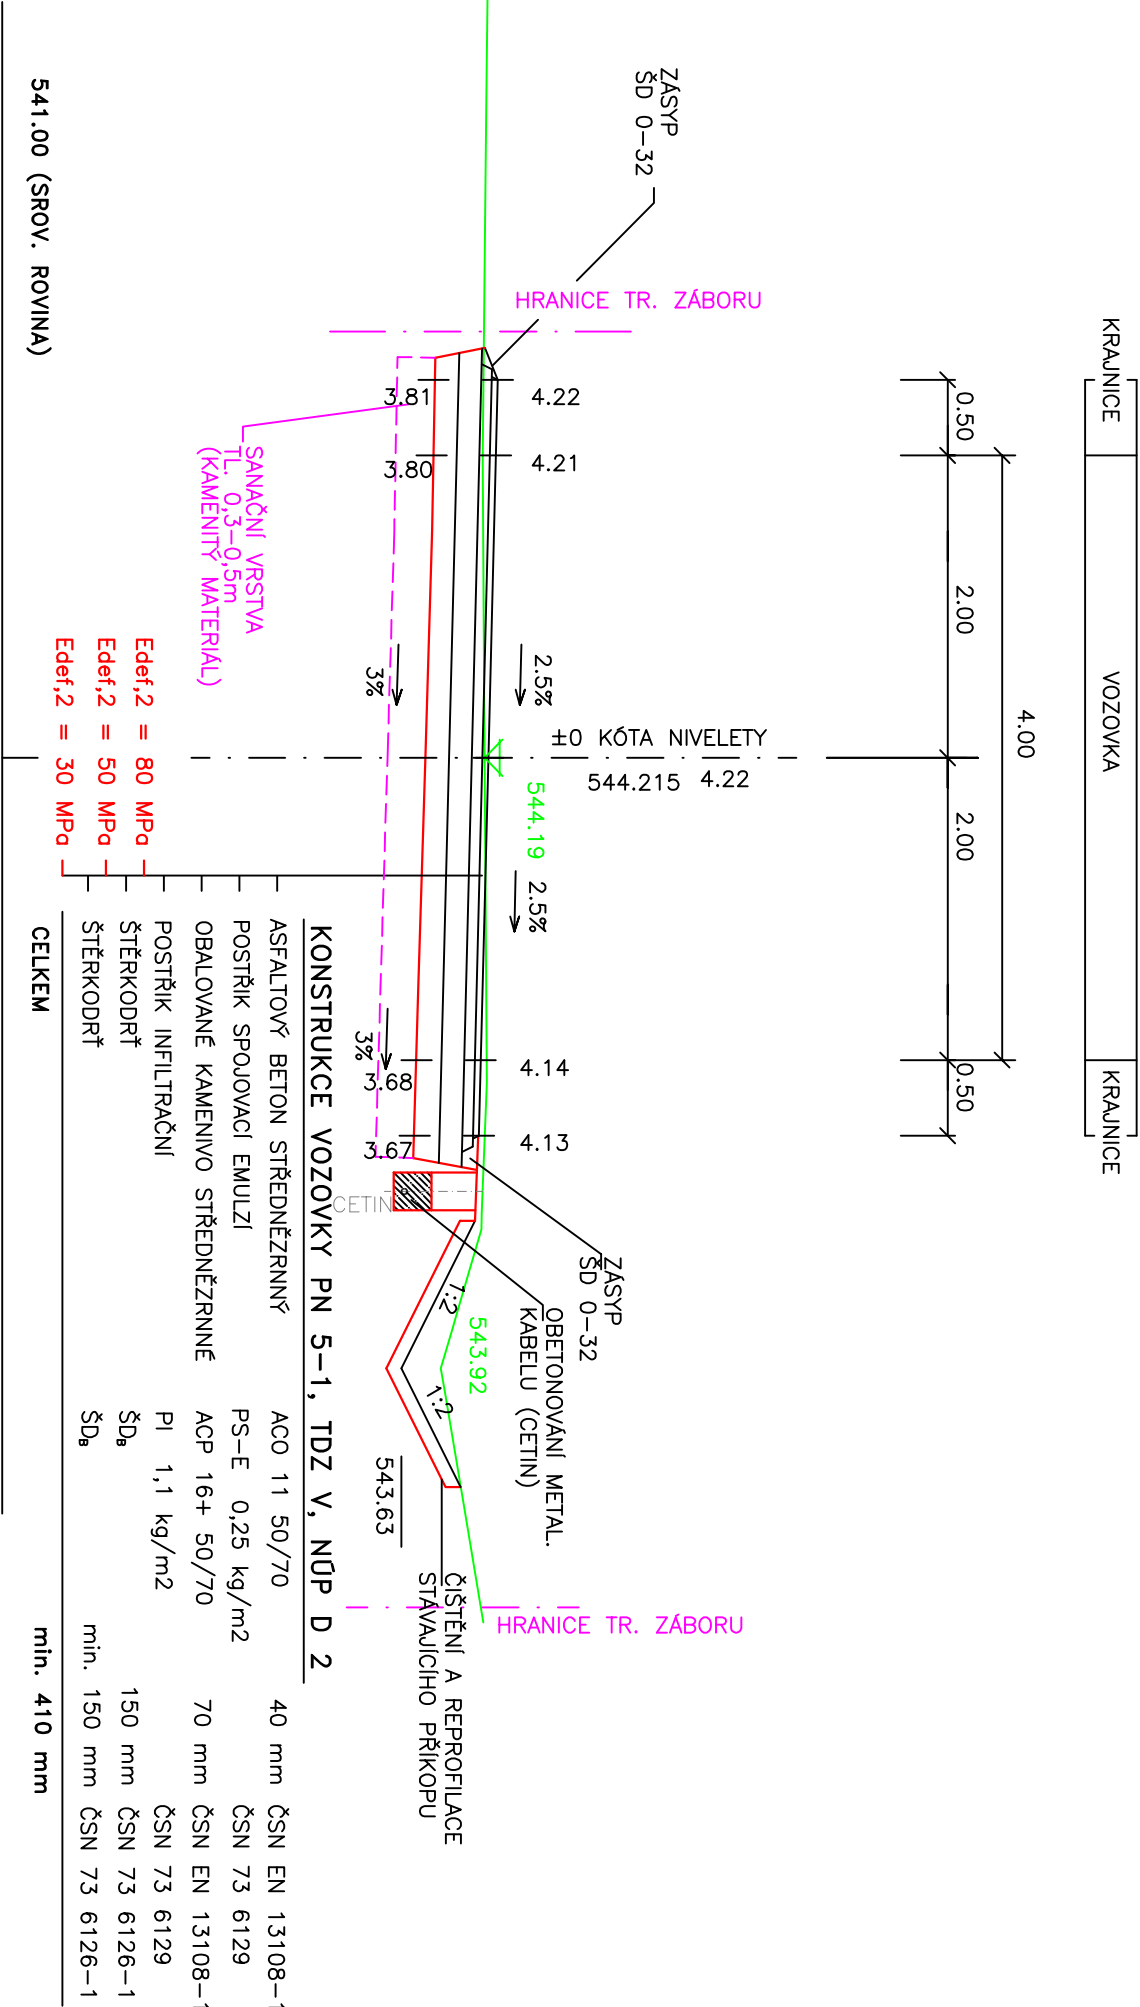 KRAJNICE
VOZOVKA
KRAJNICE
4.00
0.50
2.00
2.00
0.50
ZÁSYP
ŠD 0-32
HRANICE TR. ZÁBORU
±0 KÓTA NIVELETY
544.215 4.22
4.22
4.21
2.5%
544.19
2.5%
4.14
4.13
3.81
3.80
3%
3%
3.68
3.67
SANAČNÍ VRSTVA
TL. 0,3-0,5m
(KAMENITÝ MATERIÁL)
CETIN
ZÁSYP
ŠD 0-32
OBETONOVÁNÍ METAL.
KABELU (CETIN)
1:2
543.92
1:2
543.63
HRANICE TR. ZÁBORU
ČIŠTĚNÍ A REPROFILACE
STÁVAJÍCÍHO PŘÍKOPU
KONSTRUKCE VOZOVKY PN 5-1, TDZ V, NÚP D 2
ASFALTOVÝ BETON STŘEDNĚZRNNÝ ACO 11 50/70 40 mm ČSN EN 13108-1
POSTŘIK SPOJOVACÍ EMULZÍ PS-E 0,25 kg/m2 ČSN 73 6129
OBALOVANÉ KAMENIVO STŘEDNĚZRNNÉ ACP 16+ 50/70 70 mm ČSN EN 13108-1
POSTŘIK INFILTRAČNÍ PI 1,1 kg/m2 ČSN 73 6129
Edef,2 = 80 MPa
ŠTĚRKODRŤ ŠDB 150 mm ČSN 73 6126-1
Edef,2 = 50 MPa
ŠTĚRKODRŤ ŠDB min. 150 mm ČSN 73 6126-1
Edef,2 = 30 MPa
CELKEM min. 410 mm
541.00 (SROV. ROVINA)